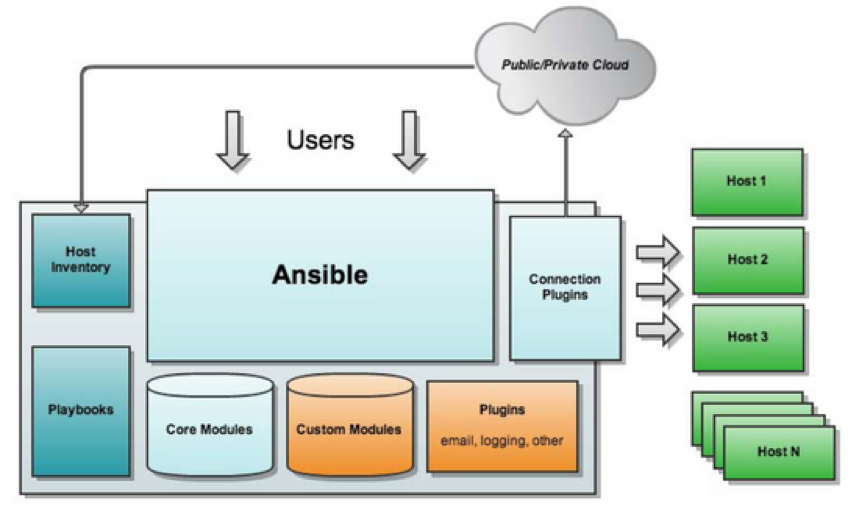 Public/Private Cloud
Users
Host 1
Host
Inventory
Ansible
Connection
Plugins
Host 2
Host 3
Playbooks
Core Modules
Custom Modules
Plugins
email, logging, other
Host N